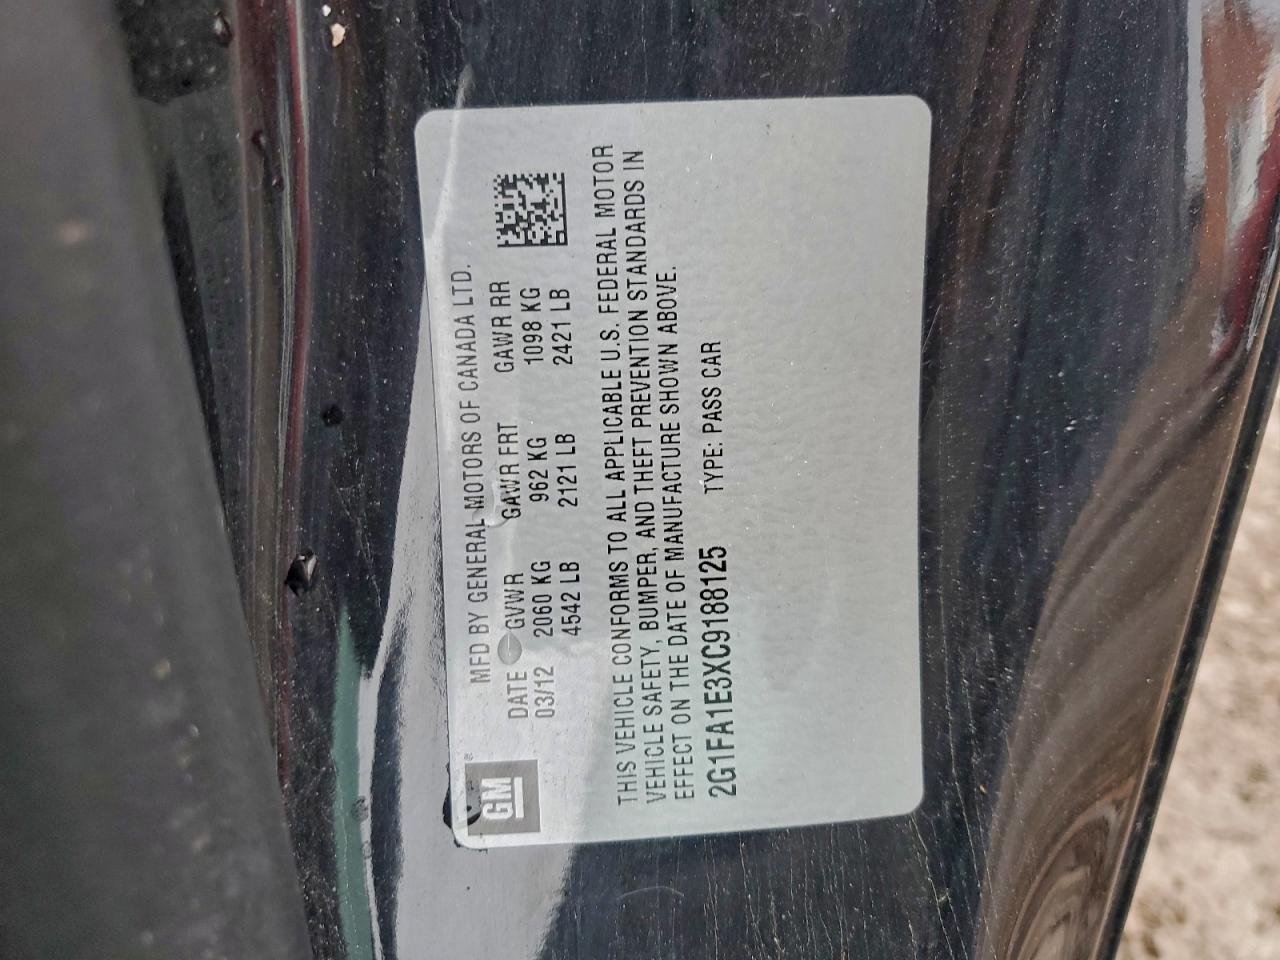 GM
MFD BY GENERAL MOTORS OF CANADA LTD.
DATE GVWR GAWR FRT GAWR RR
03/12 2060 KG 962 KG 1098 KG
4542 LB 2121 LB 2421 LB
THIS VEHICLE CONFORMS TO ALL APPLICABLE U.S. FEDERAL MOTOR
VEHICLE SAFETY, BUMPER, AND THEFT PREVENTION STANDARDS IN
EFFECT ON THE DATE OF MANUFACTURE SHOWN ABOVE.
2G1FA1E3XC9188125 TYPE: PASS CAR